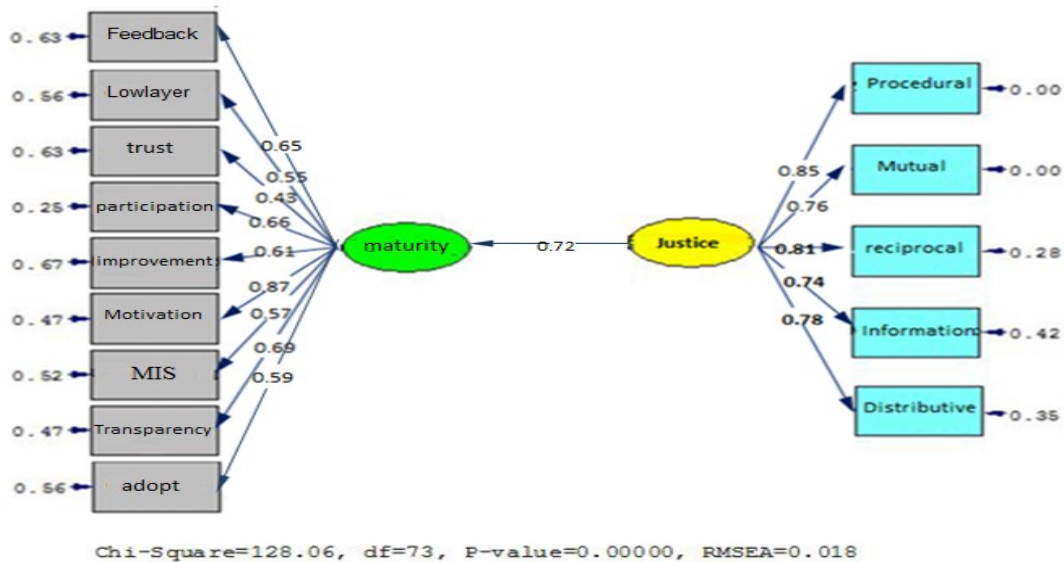 0.63
Feedback
0.56
Lowlayer
0.63
trust
0.25
participation
0.67
improvement
0.47
Motivation
0.52
MIS
0.47
Transparency
0.56
adopt
0.65
0.55
0.43
0.66
0.61
0.87
0.57
0.69
0.59
maturity
0.72
Justice
0.85
0.76
0.81
0.74
0.78
Procedural
0.00
Mutual
0.00
reciprocal
0.28
Information
0.42
Distributive
0.35
Chi-Square=128.06, df=73, P-value=0.00000, RMSEA=0.018